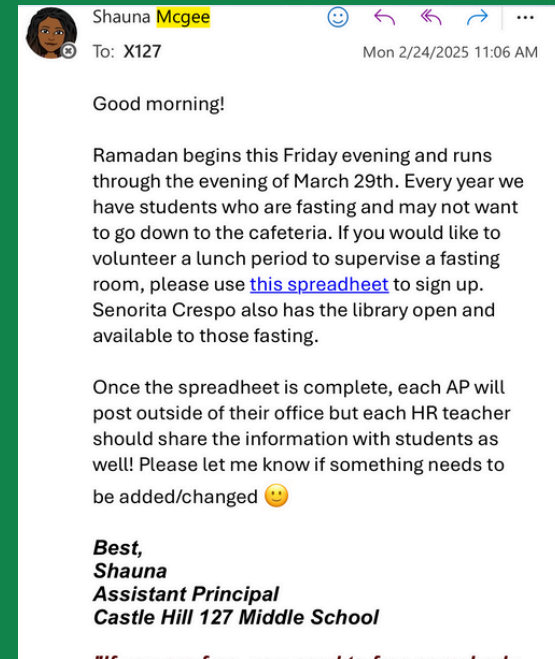 Shauna Mcgee
To: X127
Mon 2/24/2025 11:06 AM
Good morning!
Ramadan begins this Friday evening and runs
through the evening of March 29th. Every year we
have students who are fasting and may not want
to go down to the cafeteria. If you would like to
volunteer a lunch period to supervise a fasting
room, please use this spreadheet to sign up.
Senorita Crespo also has the library open and
available to those fasting.
Once the spreadheet is complete, each AP will
post outside of their office but each HR teacher
should share the information with students as
well! Please let me know if something needs to
be added/changed 🙂
Best,
Shauna
Assistant Principal
Castle Hill 127 Middle School